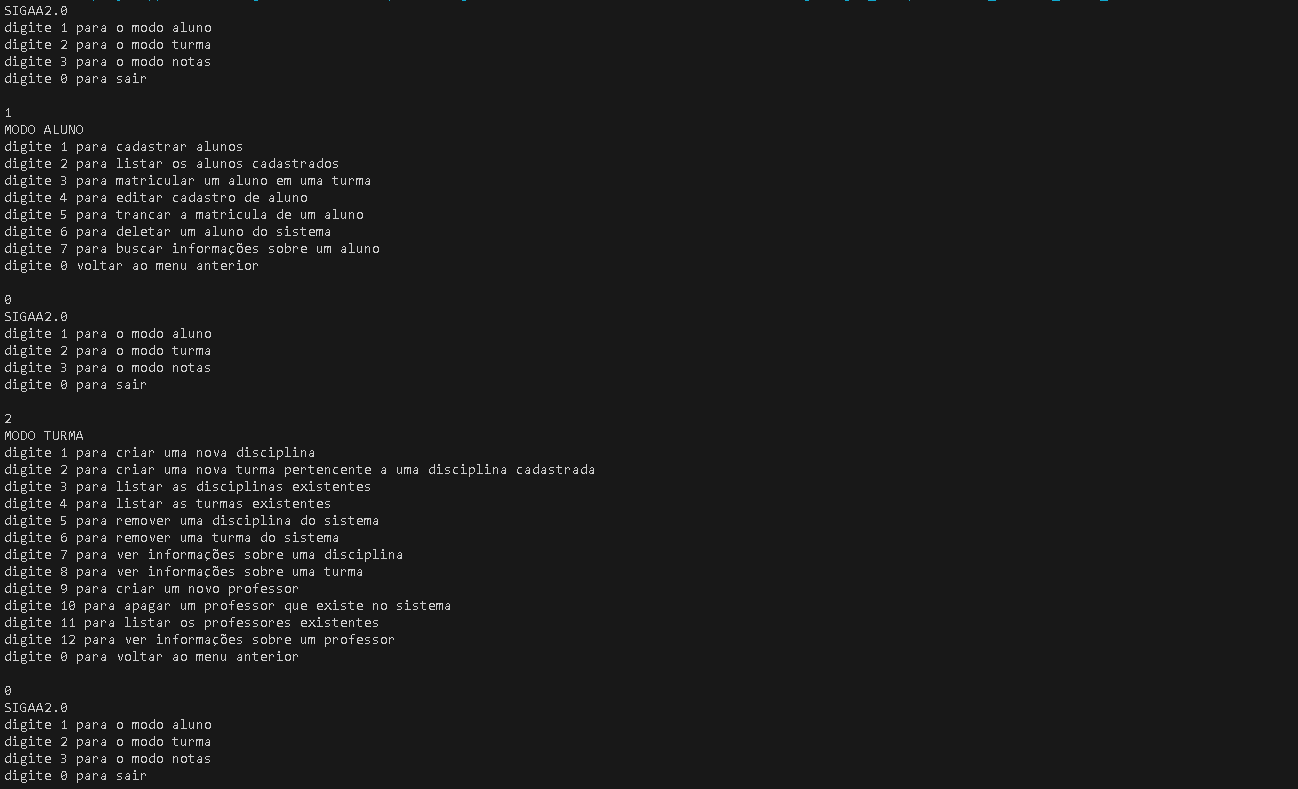 SIGAA2.0
digite 1 para o modo aluno
digite 2 para o modo turma
digite 3 para o modo notas
digite 0 para sair
1
MODO ALUNO
digite 1 para cadastrar alunos
digite 2 para listar os alunos cadastrados
digite 3 para matricular um aluno em uma turma
digite 4 para editar cadastro de aluno
digite 5 para trancar a matricula de um aluno
digite 6 para deletar um aluno do sistema
digite 7 para buscar informações sobre um aluno
digite 0 voltar ao menu anterior
0
SIGAA2.0
digite 1 para o modo aluno
digite 2 para o modo turma
digite 3 para o modo notas
digite 0 para sair
2
MODO TURMA
digite 1 para criar uma nova disciplina
digite 2 para criar uma nova turma pertencente a uma disciplina cadastrada
digite 3 para listar as disciplinas existentes
digite 4 para listar as turmas existentes
digite 5 para remover uma disciplina do sistema
digite 6 para remover uma turma do sistema
digite 7 para ver informações sobre uma disciplina
digite 8 para ver informações sobre uma turma
digite 9 para criar um novo professor
digite 10 para apagar um professor que existe no sistema
digite 11 para listar os professores existentes
digite 12 para ver informações sobre um professor
digite 0 para voltar ao menu anterior
0
SIGAA2.0
digite 1 para o modo aluno
digite 2 para o modo turma
digite 3 para o modo notas
digite 0 para sair